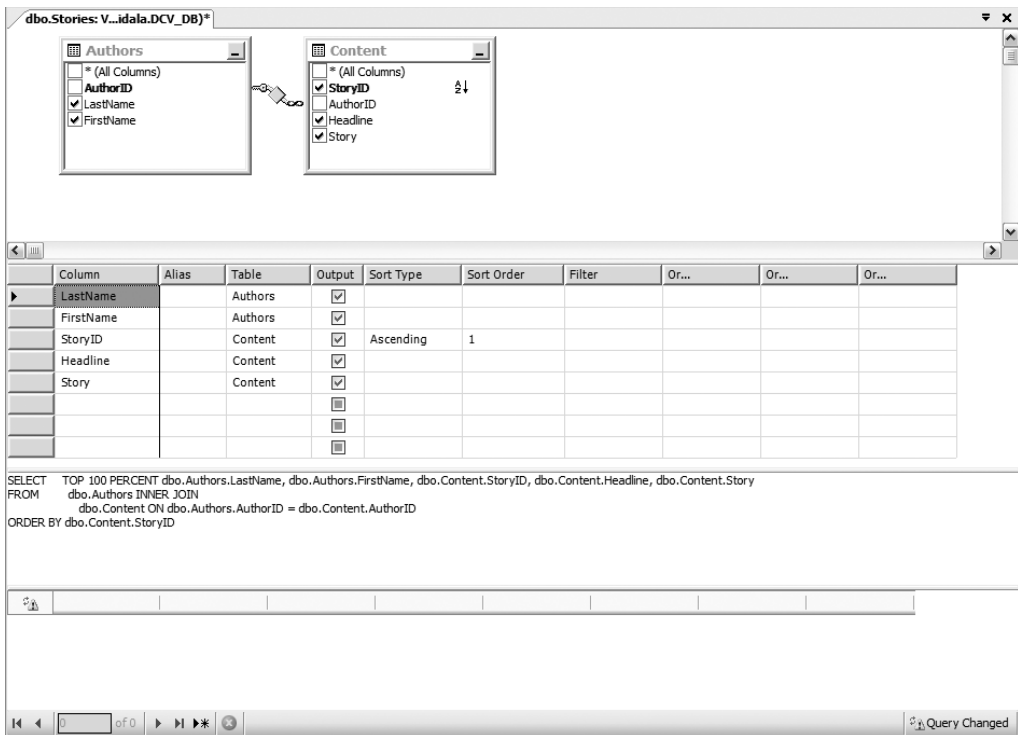 dbo.Stories: V...idala.DCV_DB)*
Authors
* (All Columns)
AuthorID
LastName
FirstName
Content
* (All Columns)
StoryID
AuthorID
Headline
Story
Column Alias Table Output Sort Type Sort Order Filter Or... Or... Or...
LastName Authors
FirstName Authors
StoryID Content Ascending 1
Headline Content
Story Content
SELECT TOP 100 PERCENT dbo.Authors.LastName, dbo.Authors.FirstName, dbo.Content.StoryID, dbo.Content.Headline, dbo.Content.Story
FROM dbo.Authors INNER JOIN
dbo.Content ON dbo.Authors.AuthorID = dbo.Content.AuthorID
ORDER BY dbo.Content.StoryID
0 of 0 Query Changed